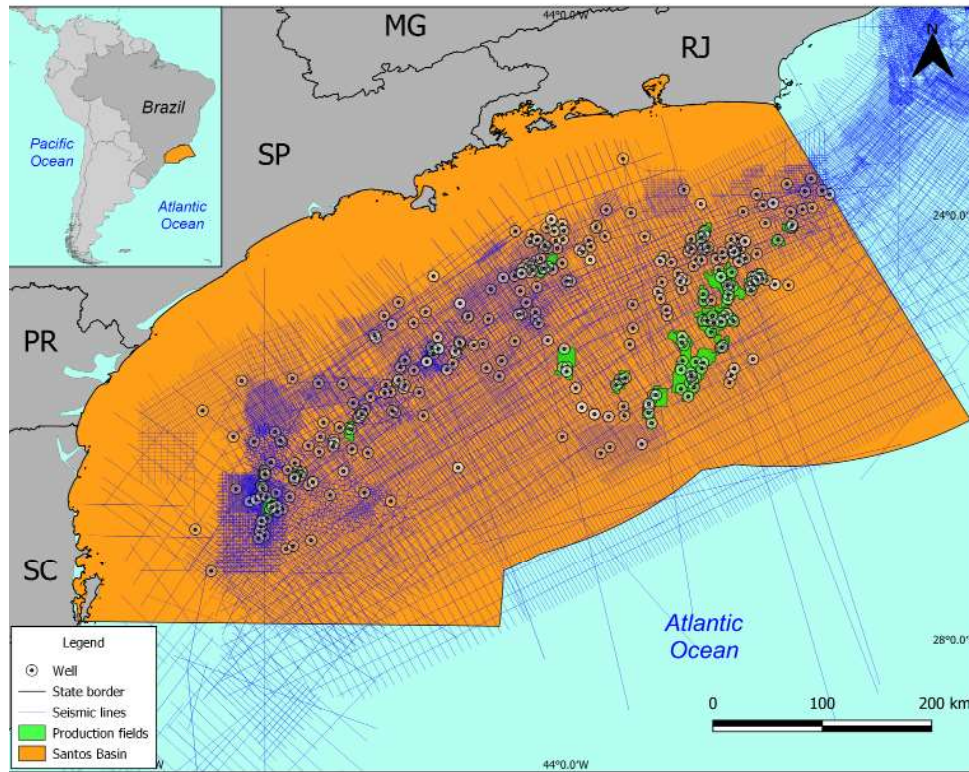 44°0.0'W
MG
RJ
N
Brazil
Pacific
Ocean
SP
Atlantic
Ocean
24°0.0'
PR
SC
Atlantic
Ocean
28°0.0'
Legend
Well
State border
Seismic lines
Production fields
Santos Basin
0 100 200 km
44°0.0'W